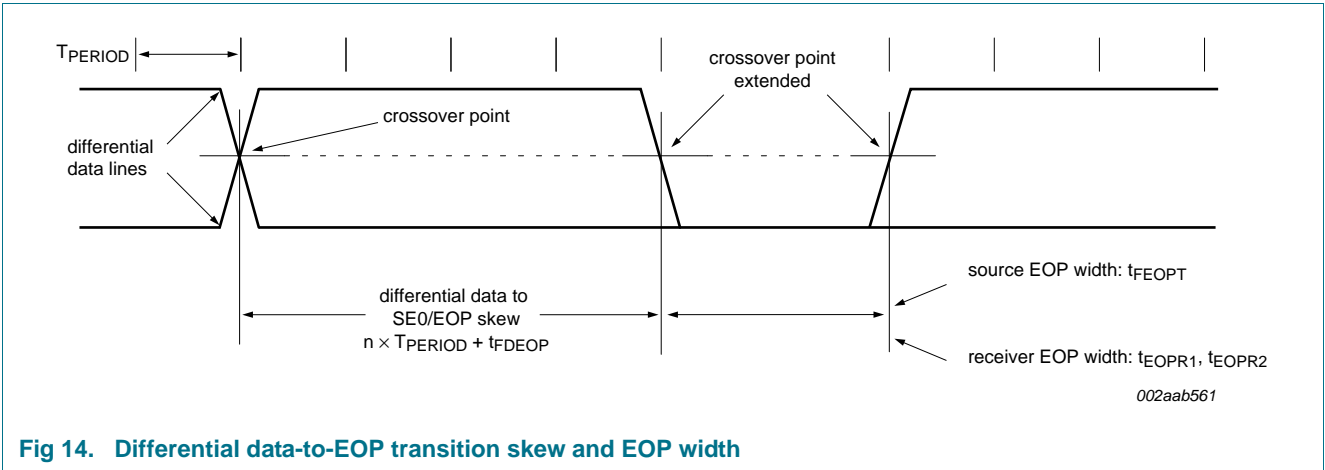 TPERIOD
crossover point
extended
crossover point
differential
data lines
differential data to
SE0/EOP skew
n × TPERIOD + tFDEOP
source EOP width: tFEOPT
receiver EOP width: tEOPR1, tEOPR2
002aab561
Fig 14. Differential data-to-EOP transition skew and EOP width